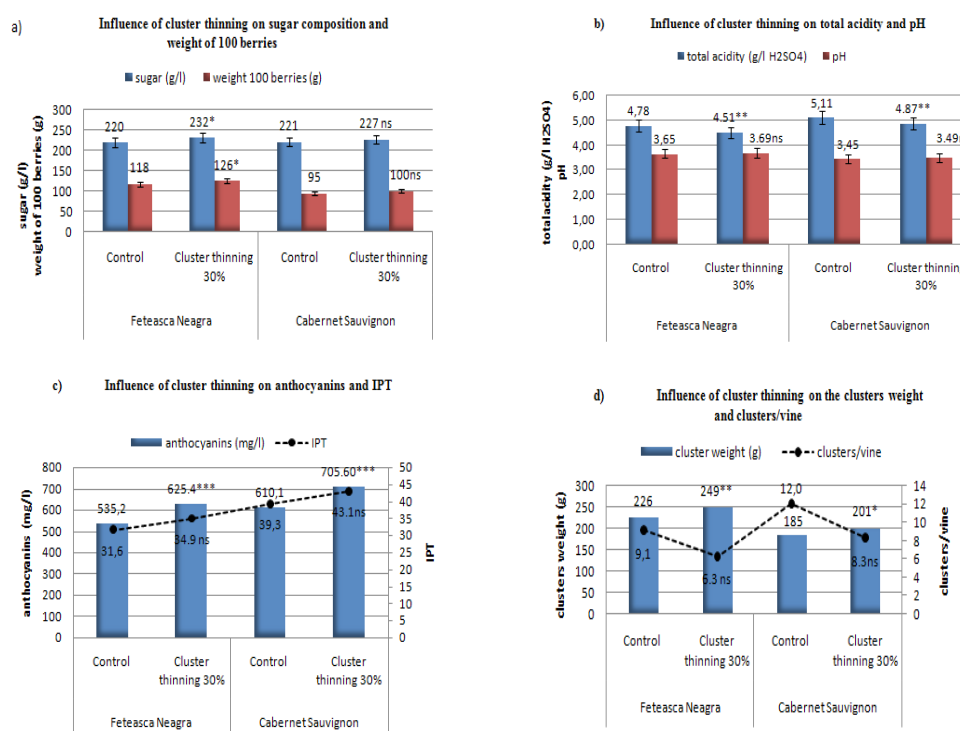 a)
Influence of cluster thinning on sugar composition and
weight of 100 berries
sugar (g/l)
weight 100 berries (g)
sugar (g/l)
weight of 100 berries (g)
300
250
200
150
100
50
0
220
118
232*
126*
221
95
227 ns
100ns
Control
Cluster thinning
30%
Control
Cluster thinning
30%
Feteasca Neagra
Cabernet Sauvignon
b)
Influence of cluster thinning on total acidity and pH
total acidity (g/l H2SO4)
pH
total acidity (g/l H2SO4)
pH
6,00
5,00
4,00
3,00
2,00
1,00
0,00
4,78
3,65
4.51**
3.69ns
5,11
3,45
4.87**
3.49n
Control
Cluster thinning
30%
Control
Cluster thinning
30%
Feteasca Neagra
Cabernet Sauvignon
c)
Influence of cluster thinning on anthocyanins and IPT
anthocyanins (mg/l)
IPT
anthocyanins (mg/l)
800
700
600
500
400
300
200
100
0
535,2
31,6
625.4***
34.9 ns
610,1
39,3
705.60***
43.1ns
50
45
40
35
30
25
20
15
10
5
0
IPT
Control
Cluster
thinning 30%
Control
Cluster
thinning 30%
Feteasca Neagra
Cabernet Sauvignon
d)
Influence of cluster thinning on the clusters weight
and clusters/vine
cluster weight (g)
clusters/vine
clusters weight (g)
300
250
200
150
100
50
0
226
9,1
249**
6.3 ns
12,0
185
201*
8.3ns
14
12
10
8
6
4
2
0
clusters/vine
Control
Cluster
thinning 30%
Control
Cluster
thinning 30%
Feteasca Neagra
Cabernet Sauvignon